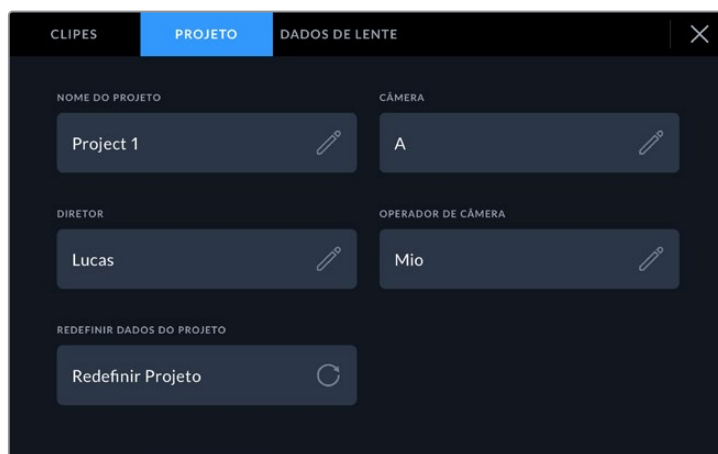 CLIPES PROJETO DADOS DE LENTE
NOME DO PROJETO CÂMERA
Project 1 A
DIRETOR OPERADOR DE CÂMERA
Lucas Mio
REDEFINIR DADOS DO PROJETO
Redefinir Projeto